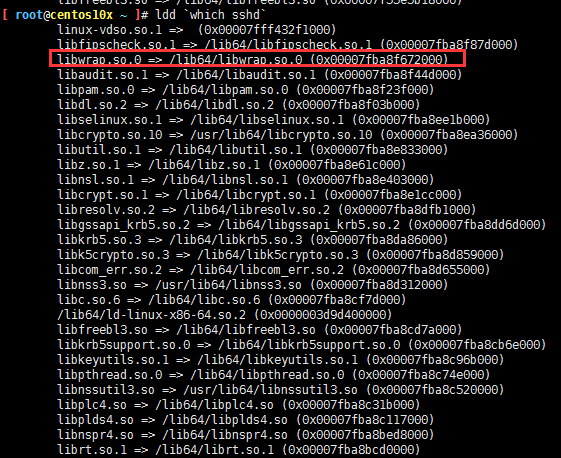 [ root@centos10x ~ ]# ldd `which sshd`
linux-vdso.so.1 =>  (0x00007fff432f1000)
libfipscheck.so.1 => /lib64/libfipscheck.so.1 (0x00007fba8f87d000)
libwrap.so.0 => /lib64/libwrap.so.0 (0x00007fba8f672000)
libaudit.so.1 => /lib64/libaudit.so.1 (0x00007fba8f44d000)
libpam.so.0 => /lib64/libpam.so.0 (0x00007fba8f23f000)
libdl.so.2 => /lib64/libdl.so.2 (0x00007fba8f03b000)
libselinux.so.1 => /lib64/libselinux.so.1 (0x00007fba8ee1b000)
libcrypto.so.10 => /usr/lib64/libcrypto.so.10 (0x00007fba8ea36000)
libutil.so.1 => /lib64/libutil.so.1 (0x00007fba8e833000)
libz.so.1 => /lib64/libz.so.1 (0x00007fba8e61c000)
libnsl.so.1 => /lib64/libnsl.so.1 (0x00007fba8e403000)
libcrypt.so.1 => /lib64/libcrypt.so.1 (0x00007fba8e1cc000)
libresolv.so.2 => /lib64/libresolv.so.2 (0x00007fba8dfb1000)
libgssapi_krb5.so.2 => /lib64/libgssapi_krb5.so.2 (0x00007fba8dd6d000)
libkrb5.so.3 => /lib64/libkrb5.so.3 (0x00007fba8da86000)
libk5crypto.so.3 => /lib64/libk5crypto.so.3 (0x00007fba8d859000)
libcom_err.so.2 => /lib64/libcom_err.so.2 (0x00007fba8d655000)
libnss3.so => /usr/lib64/libnss3.so (0x00007fba8d312000)
libc.so.6 => /lib64/libc.so.6 (0x00007fba8cf7d000)
/lib64/ld-linux-x86-64.so.2 (0x0000003d9d400000)
libfreebl3.so => /lib64/libfreebl3.so (0x00007fba8cd7a000)
libkrb5support.so.0 => /lib64/libkrb5support.so.0 (0x00007fba8cb6e000)
libkeyutils.so.1 => /lib64/libkeyutils.so.1 (0x00007fba8c96b000)
libpthread.so.0 => /lib64/libpthread.so.0 (0x00007fba8c74e000)
libnssutil3.so => /usr/lib64/libnssutil3.so (0x00007fba8c520000)
libplc4.so => /lib64/libplc4.so (0x00007fba8c31b000)
libplds4.so => /lib64/libplds4.so (0x00007fba8c117000)
libnspr4.so => /lib64/libnspr4.so (0x00007fba8bed8000)
librt.so.1 => /lib64/librt.so.1 (0x00007fba8bcd0000)